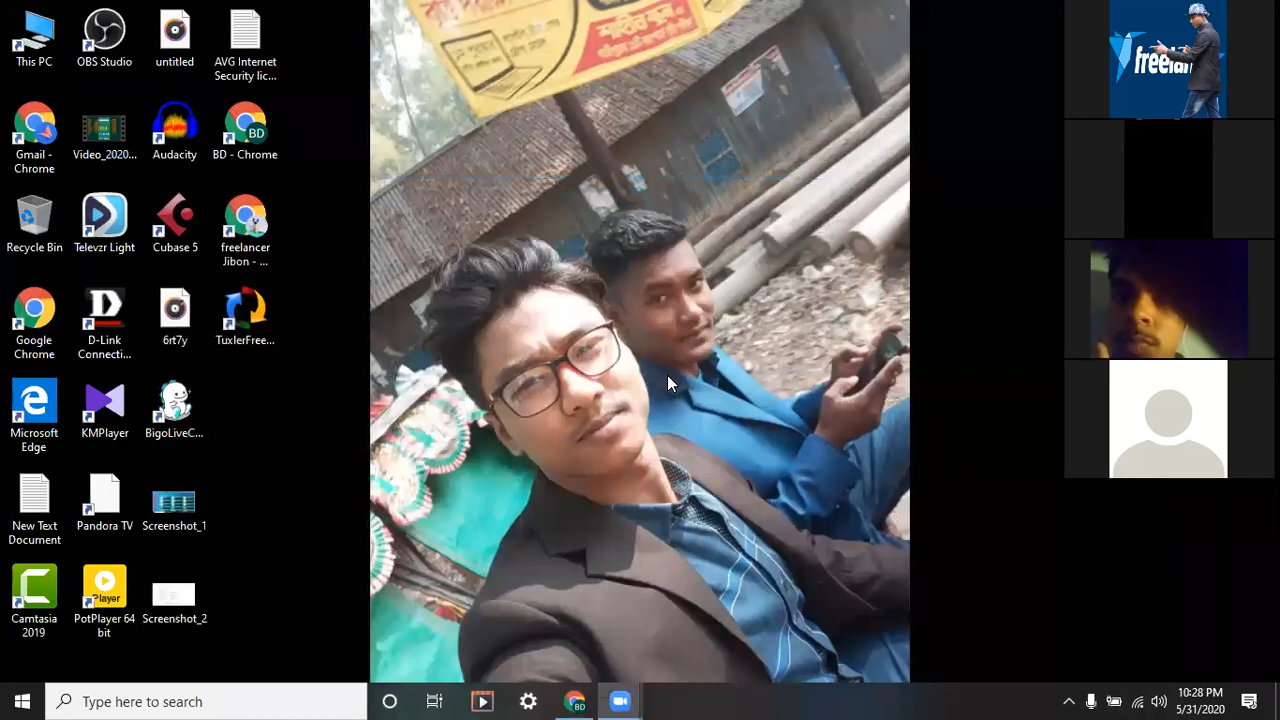 This PC
OBS Studio
untitled
AVG Internet
Security lic...
Gmail -
Chrome
Video_2020...
Audacity
BD - Chrome
Recycle Bin
Televzr Light
Cubase 5
freelancer
Jibon - ...
Google
Chrome
D-Link
Connecti...
6rt7y
TuxlerFree...
Microsoft
Edge
KMPlayer
BigoLiveC...
New Text
Document
Pandora TV
Screenshot_1
Camtasia
2019
PotPlayer 64
bit
Screenshot_2
Player
BD
BD
freelan
Type here to search
10:28 PM
5/31/2020